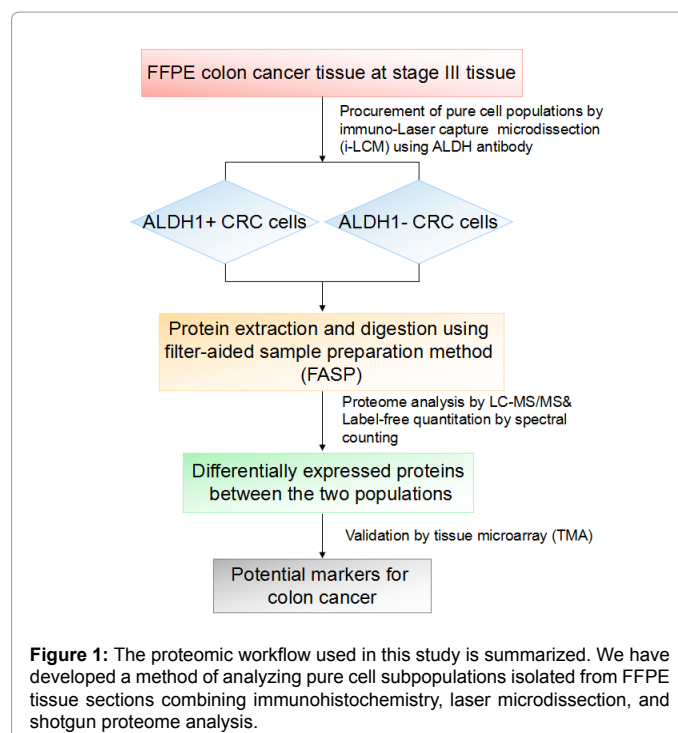 FFPE colon cancer tissue at stage III tissue
Procurement of pure cell populations by
immuno-Laser capture microdissection
(i-LCM) using ALDH antibody
ALDH1+ CRC cells
ALDH1- CRC cells
Protein extraction and digestion using
filter-aided sample preparation method
(FASP)
Proteome analysis by LC-MS/MS&
Label-free quantitation by spectral
counting
Differentially expressed proteins
between the two populations
Validation by tissue microarray (TMA)
Potential markers for
colon cancer
Figure 1: The proteomic workflow used in this study is summarized. We have
developed a method of analyzing pure cell subpopulations isolated from FFPE
tissue sections combining immunohistochemistry, laser microdissection, and
shotgun proteome analysis.